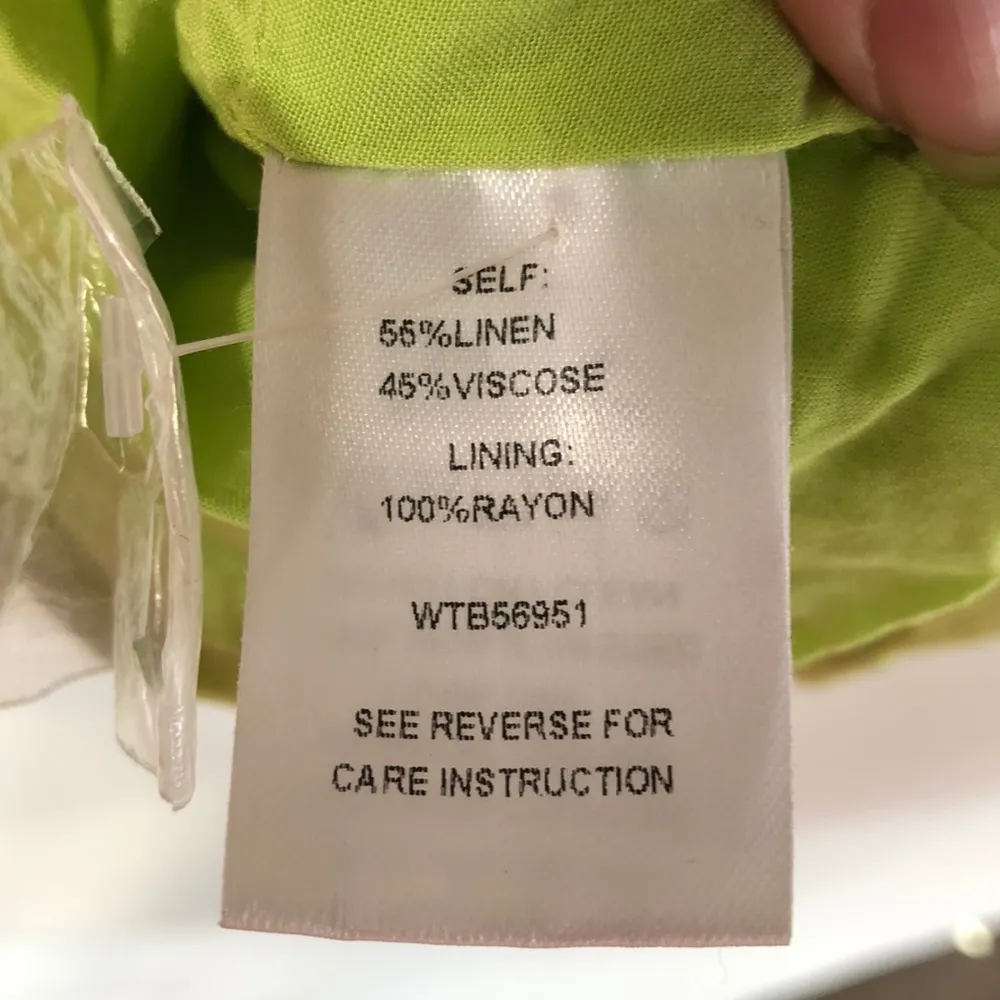 SELF:
55%LINEN
45%VISCOSE
LINING:
100%RAYON
WTB56951
SEE REVERSE FOR
CARE INSTRUCTION